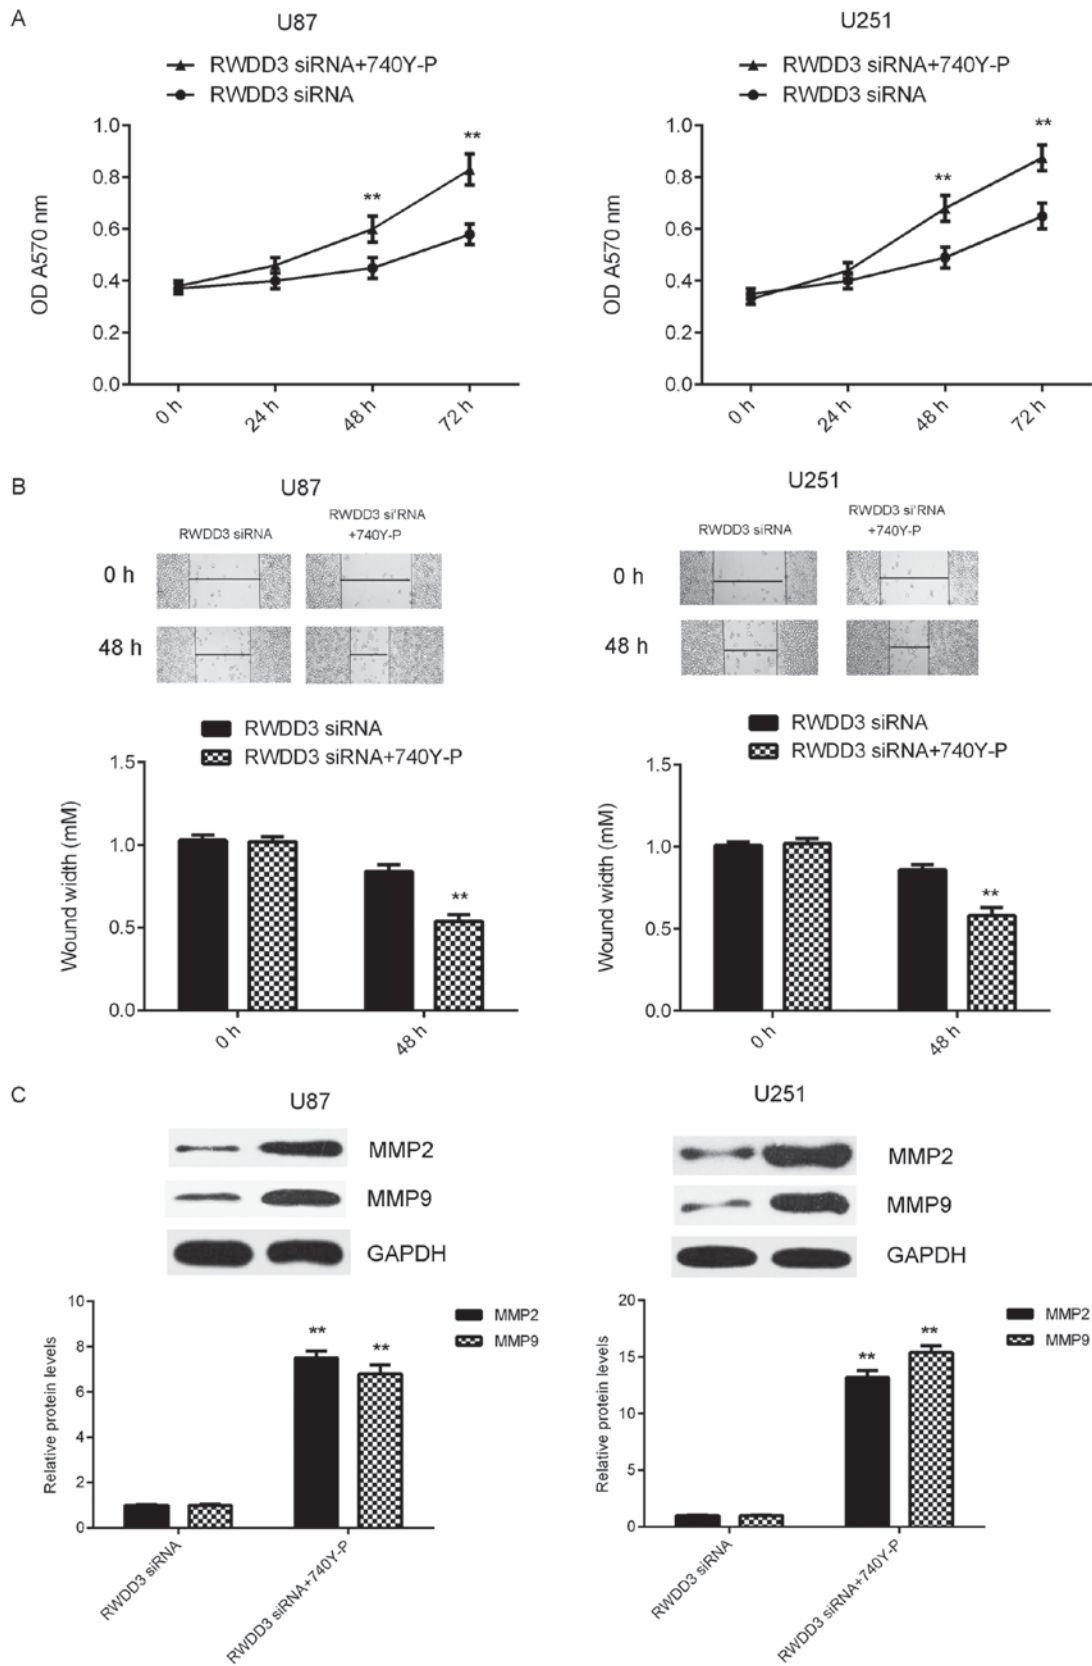 A
U87
RWDD3 siRNA+740Y-P
RWDD3 siRNA
OD A570 nm
1.0
0.8
0.6
0.4
0.2
0.0
**
**
0 h
24 h
48 h
72 h
U251
RWDD3 siRNA+740Y-P
RWDD3 siRNA
OD A570 nm
1.0
0.8
0.6
0.4
0.2
0.0
**
**
0 h
24 h
48 h
72 h
B
U87
RWDD3 siRNA
RWDD3 si'RNA
+740Y-P
0 h
48 h
RWDD3 siRNA
RWDD3 siRNA+740Y-P
Wound width (mM)
1.5
1.0
0.5
0.0
**
0 h
48 h
U251
RWDD3 siRNA
RWDD3 si'RNA
+740Y-P
0 h
48 h
RWDD3 siRNA
RWDD3 siRNA+740Y-P
Wound width (mM)
1.5
1.0
0.5
0.0
**
0 h
48 h
C
U87
MMP2
MMP9
GAPDH
Relative protein levels
10
8
6
4
2
0
**
**
MMP2
MMP9
RWDD3 siRNA
RWDD3 siRNA+740Y-P
U251
MMP2
MMP9
GAPDH
Relative protein levels
20
15
10
5
0
**
**
MMP2
MMP9
RWDD3 siRNA
RWDD3 siRNA+740Y-P